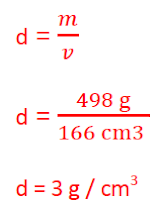 d = m/v
d = 498 g / 166 cm3
d = 3 g / cm³